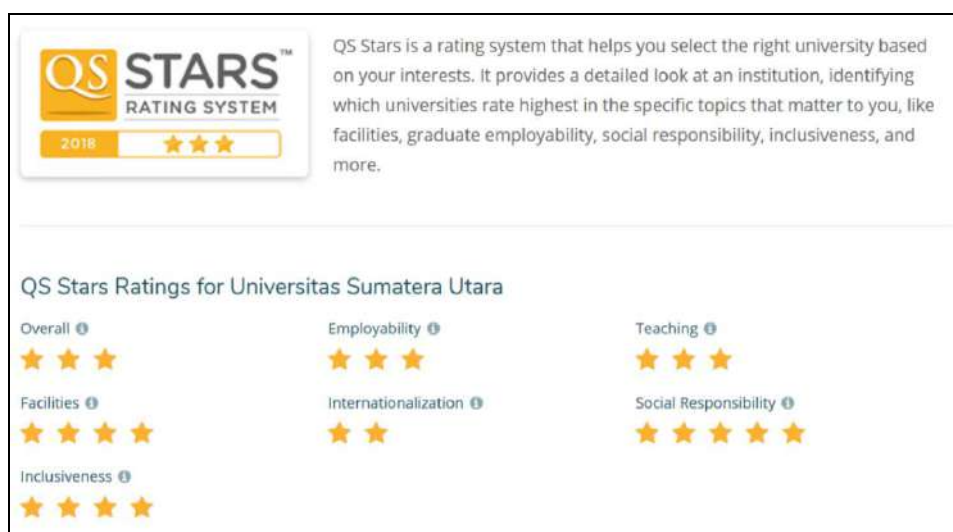 QS STARS™
RATING SYSTEM
2018
QS Stars is a rating system that helps you select the right university based
on your interests. It provides a detailed look at an institution, identifying
which universities rate highest in the specific topics that matter to you, like
facilities, graduate employability, social responsibility, inclusiveness, and
more.
QS Stars Ratings for Universitas Sumatera Utara
Overall
Employability
Teaching
Facilities
Internationalization
Social Responsibility
Inclusiveness